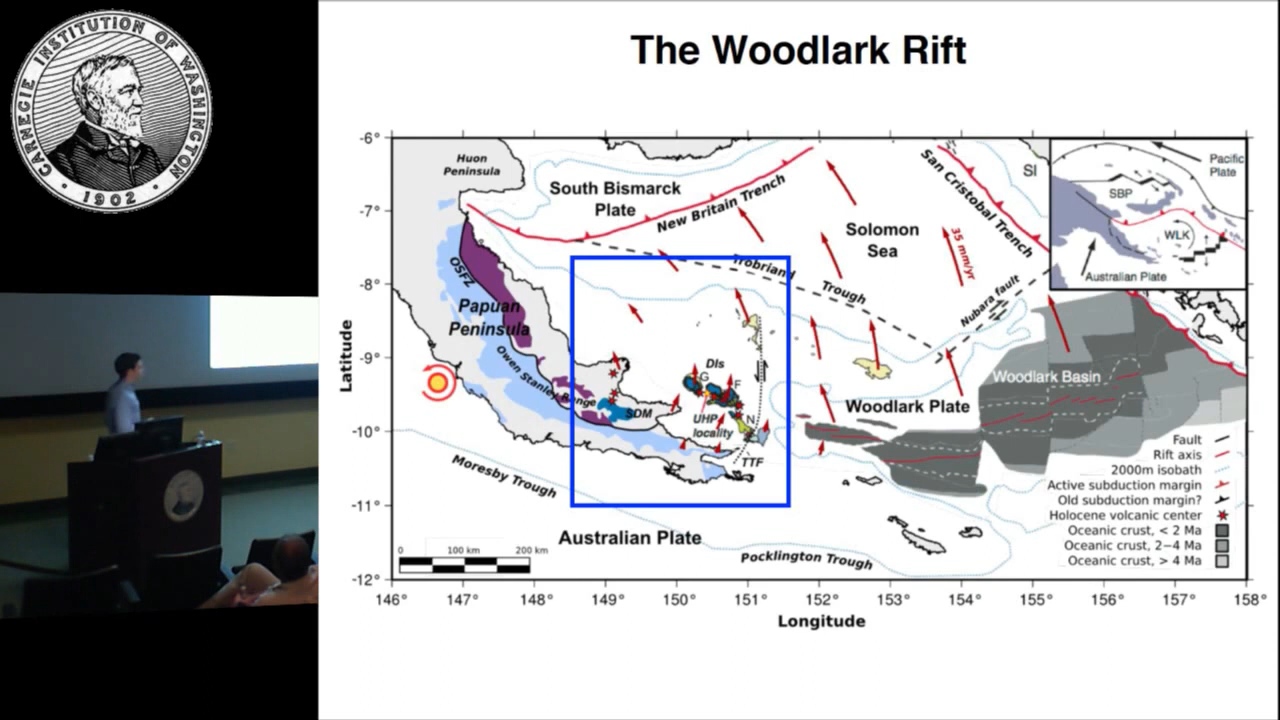 CARNEGIE INSTITUTION OF WASHINGTON
1902
The Woodlark Rift
-6°
-7°
-8°
-9°
-10°
-11°
-12°
Latitude
146°
147°
148°
149°
150°
151°
152°
153°
154°
155°
156°
157°
158°
Longitude
Huon
Peninsula
South Bismarck
Plate
New Britain Trench
San Cristobal Trench
SI
Solomon
Sea
35 mm/yr
Trobriand
Trough
Nubara fault
OSFZ
Papuan
Peninsula
Owen Stanley Range
SDM
DIs
G
F
N
UHP
locality
TTF
Woodlark Plate
Woodlark Basin
Moresby Trough
Australian Plate
Pocklington Trough
0
100 km
200 km
Pacific
Plate
SBP
WLK
Australian Plate
Fault
Rift axis
2000m isobath
Active subduction margin
Old subduction margin?
Holocene volcanic center
Oceanic crust, < 2 Ma
Oceanic crust, 2−4 Ma
Oceanic crust, > 4 Ma